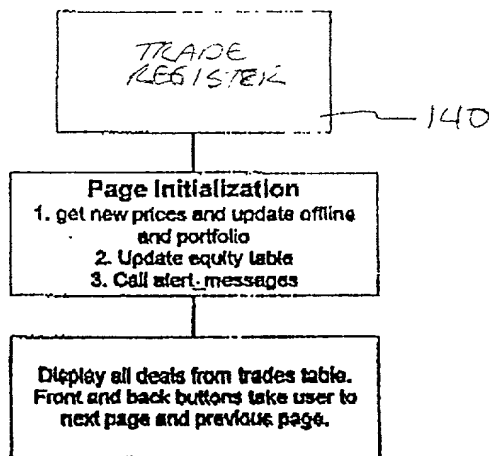 TRADE
REGISTER
140
Page Initialization
1. get new prices and update offline
and portfolio
2. Update equity table
3. Call alert_messages
Display all deals from trades table.
Front and back buttons take user to
next page and previous page.